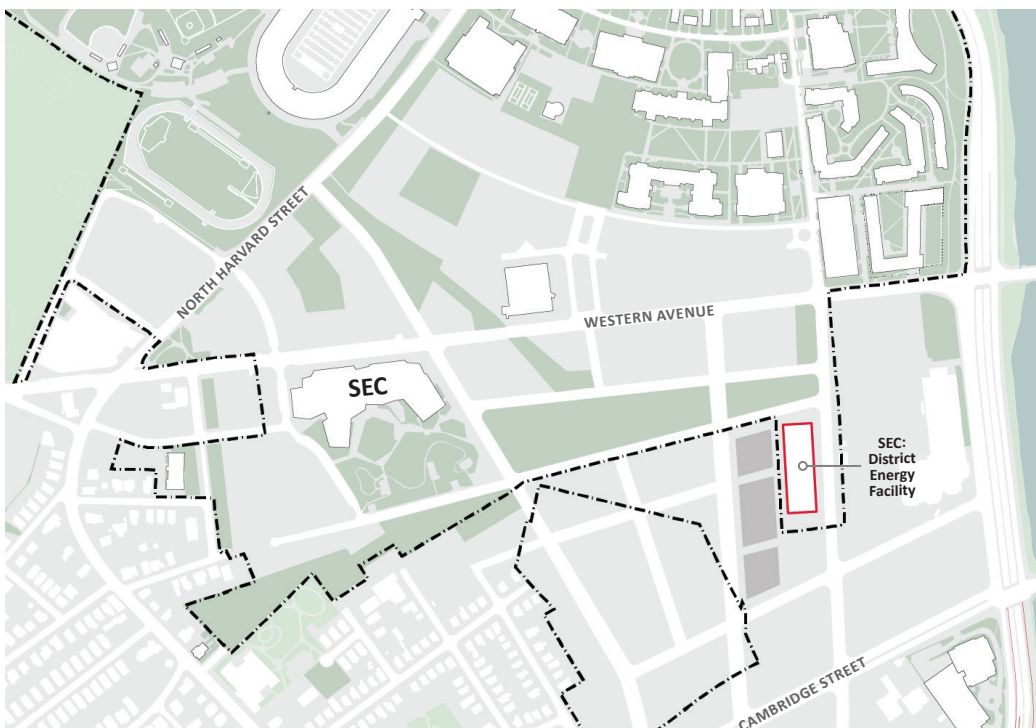 NORTH HARVARD STREET
WESTERN AVENUE
SEC
SEC:
District
Energy
Facility
CAMBRIDGE STREET